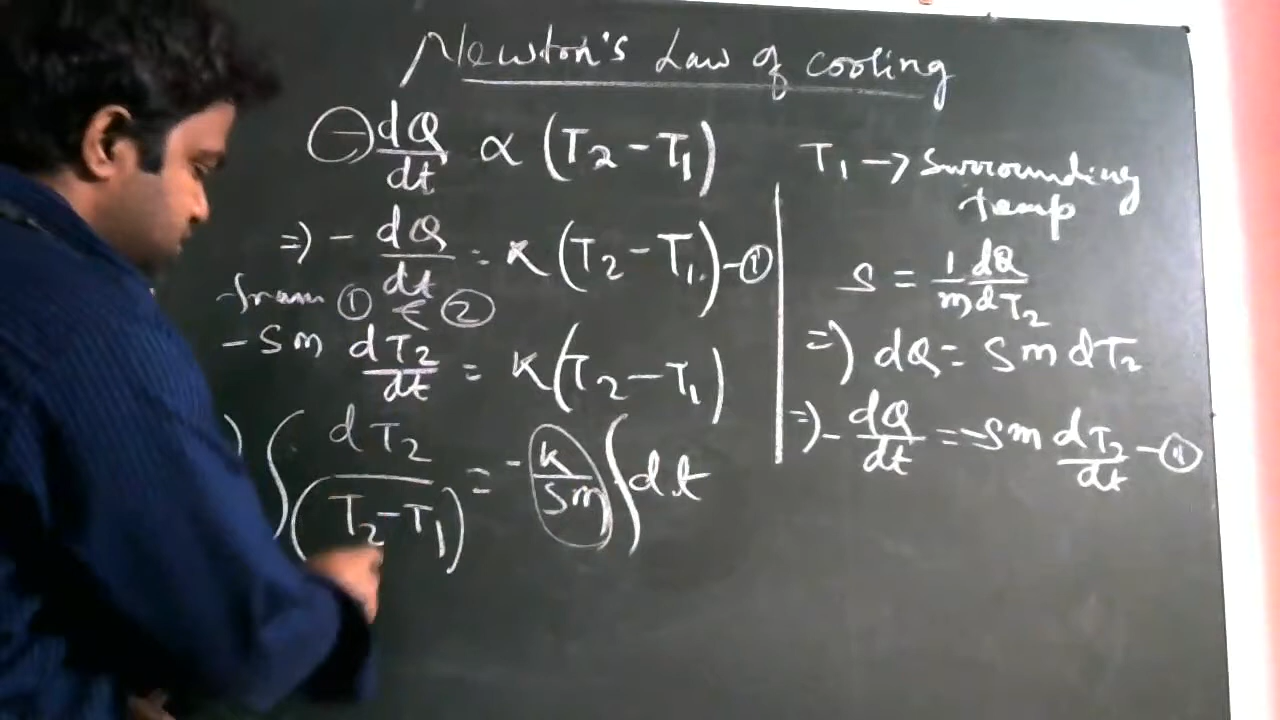 Newton's Law of cooling
- dQ/dt ∝ (T2 - T1)
⇒ - dQ/dt = K (T2 - T1) - ①
from ① & ②
- Sm dT2/dt = K (T2 - T1)
) ∫ dT2/(T2 - T1) = - K/Sm ∫ dt
T1 → Surrounding
temp
S = 1/m dQ/dT2
⇒ dQ = Sm dT2
⇒ - dQ/dt = - Sm dT2/dt - ⑪